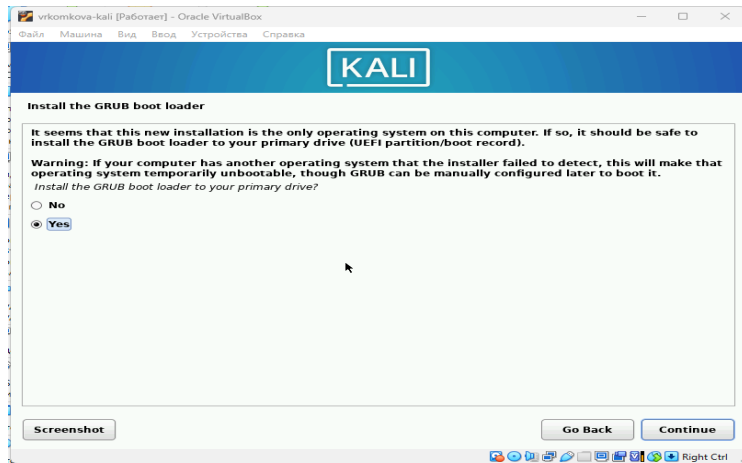 vrkomkova-kali [Работает] - Oracle VirtualBox
Файл Машина Вид Ввод Устройства Справка
KALI
Install the GRUB boot loader
It seems that this new installation is the only operating system on this computer. If so, it should be safe to
install the GRUB boot loader to your primary drive (UEFI partition/boot record).
Warning: If your computer has another operating system that the installer failed to detect, this will make that
operating system temporarily unbootable, though GRUB can be manually configured later to boot it.
Install the GRUB boot loader to your primary drive?
No
Yes
Screenshot Go Back Continue
Right Ctrl